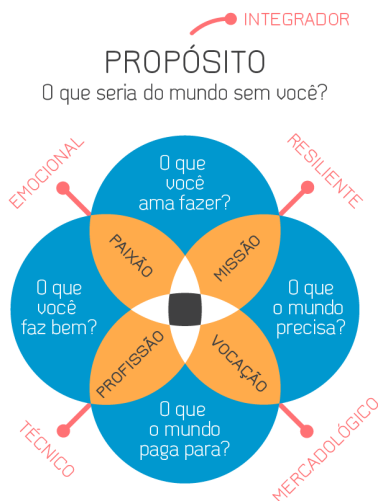 INTEGRADOR
PROPÓSITO
O que seria do mundo sem você?
EMOCIONAL
RESILIENTE
O que
você
ama fazer?
PAIXÃO
MISSÃO
O que
você
faz bem?
O que
o mundo
precisa?
PROFISSÃO
VOCAÇÃO
O que
o mundo
paga para?
TÉCNICO
MERCADOLÓGICO